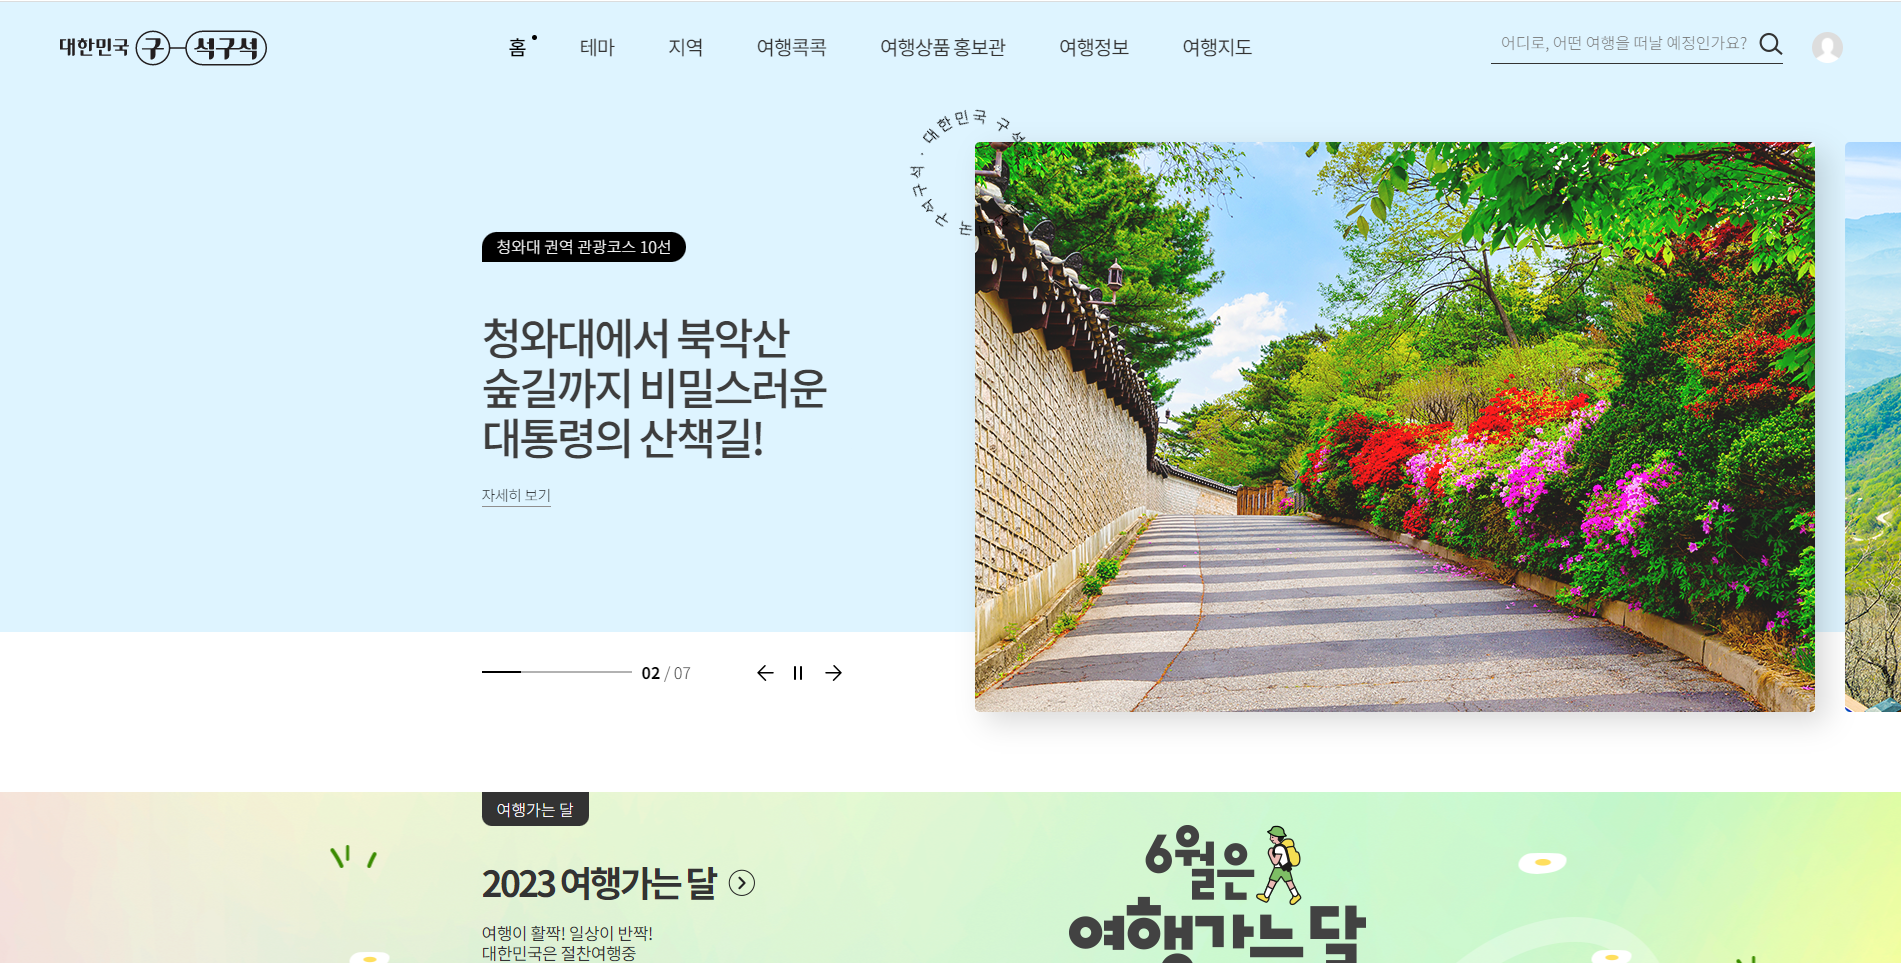 대한민국 구석구석
홈
테마
지역
여행콕콕
여행상품 홍보관
여행정보
여행지도
어디로, 어떤 여행을 떠날 예정인가요?
대한민국 구석
구석구석
청와대 권역 관광코스 10선
청와대에서 북악산
숲길까지 비밀스러운
대통령의 산책길!
자세히 보기
02 / 07
여행가는 달
2023 여행가는 달
여행이 활짝! 일상이 반짝!
대한민국은 절찬여행중
6월은
여행가는 달